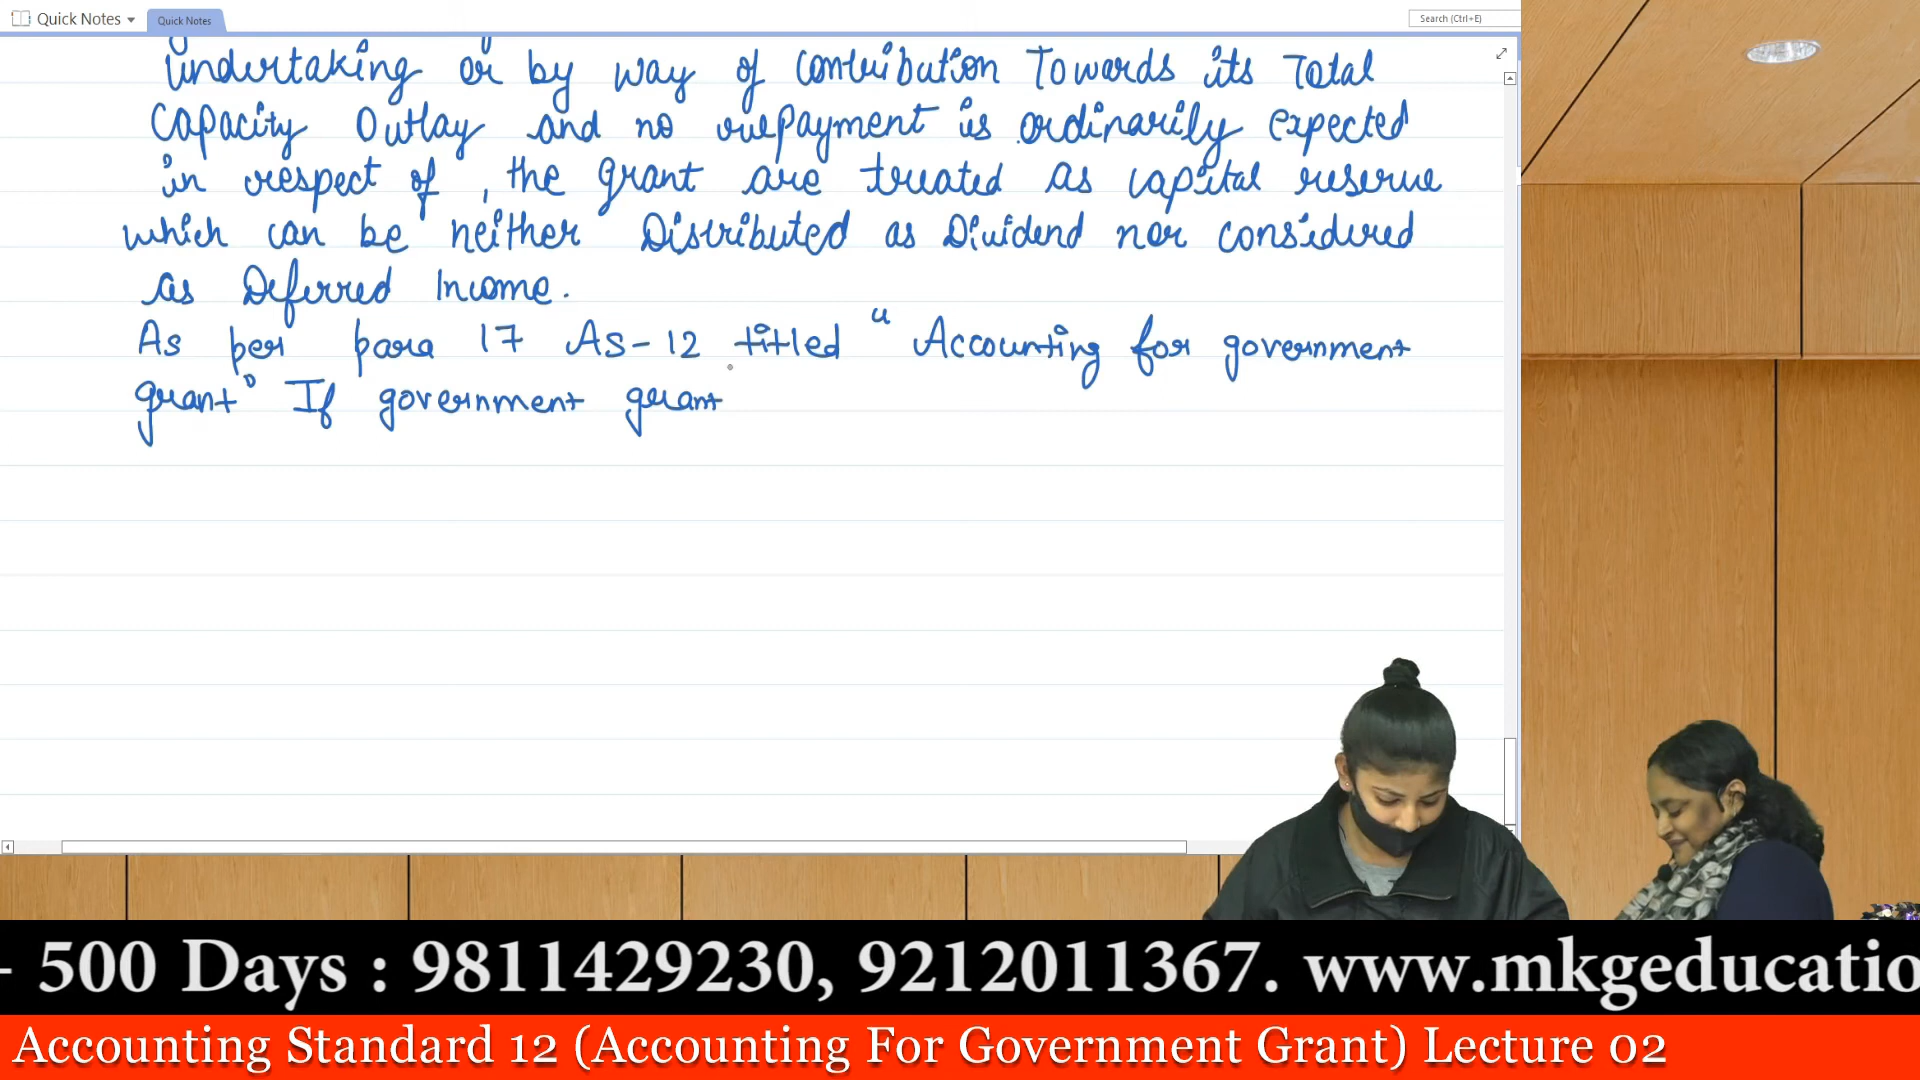 Quick Notes
Quick Notes
Search (Ctrl+E)
undertaking or by way of contribution Towards its Total
Capacity Outlay and no repayment is ordinarily expected
in respect of , the grant are treated as capital reserve
which can be neither Distributed as Dividend nor considered
as Deferred Income.
As per para 17 AS-12 titled " Accounting for government
grant" If government grant
- 500 Days : 9811429230, 9212011367. www.mkgeducatio
Accounting Standard 12 (Accounting For Government Grant) Lecture 02